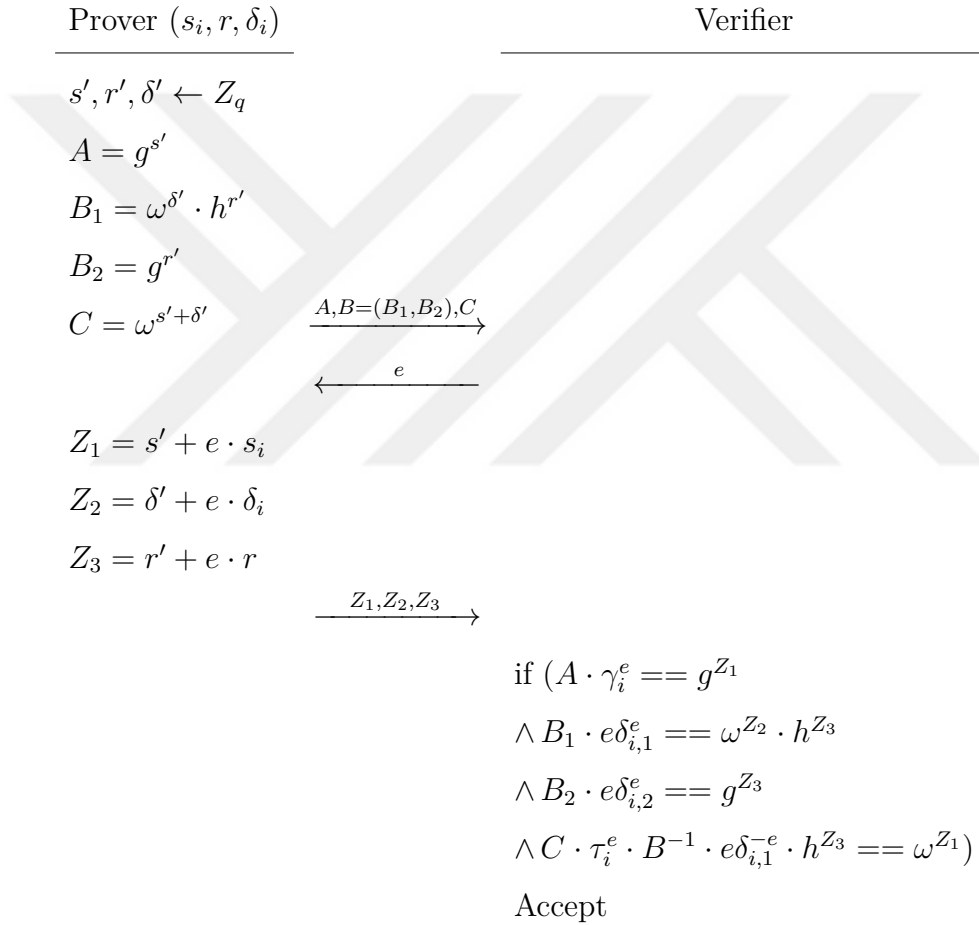 Prover (s_i, r, δ_i) Verifier
s′, r′, δ′ ← Z_q
A = g^{s′}
B_1 = ω^{δ′} · h^{r′}
B_2 = g^{r′}
C = ω^{s′+δ′} A,B=(B_1,B_2),C
e
Z_1 = s′ + e · s_i
Z_2 = δ′ + e · δ_i
Z_3 = r′ + e · r
Z_1,Z_2,Z_3
if (A · γ_i^e == g^{Z_1}
∧ B_1 · eδ_{i,1}^e == ω^{Z_2} · h^{Z_3}
∧ B_2 · eδ_{i,2}^e == g^{Z_3}
∧ C · τ_i^e · B^{-1} · eδ_{i,1}^{-e} · h^{Z_3} == ω^{Z_1})
Accept